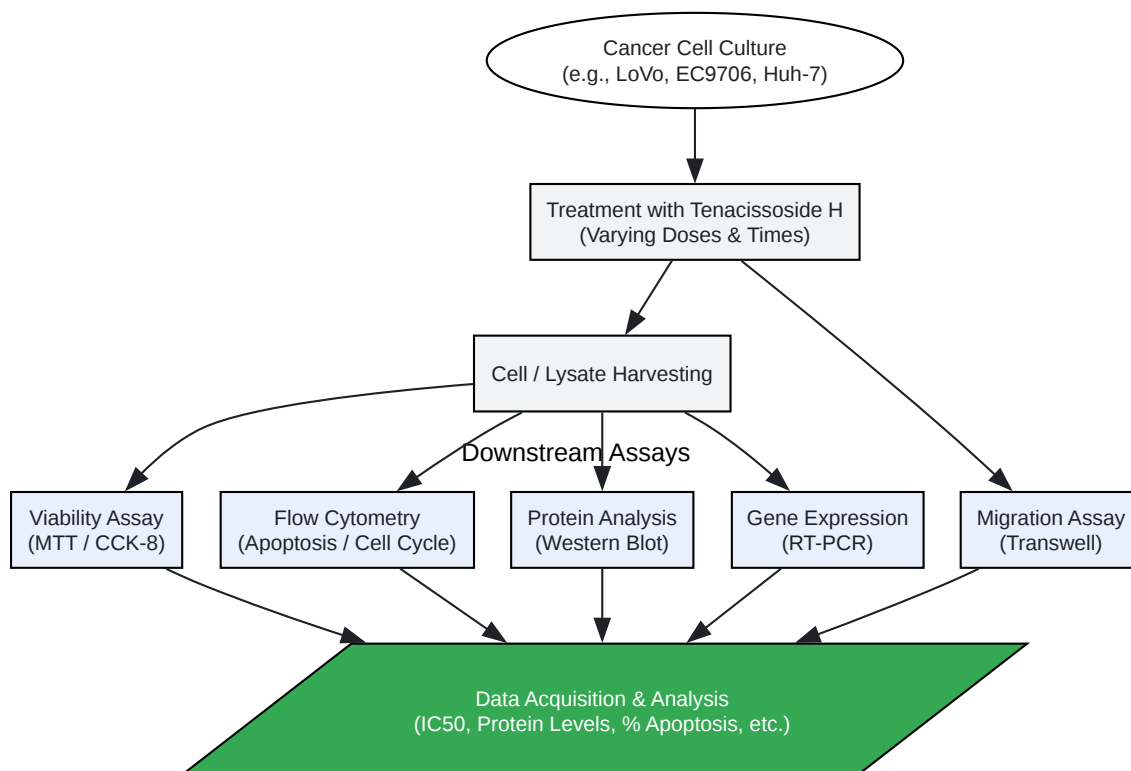 Cancer Cell Culture
(e.g., LoVo, EC9706, Huh-7)
Treatment with Tenacissoside H
(Varying Doses & Times)
Cell / Lysate Harvesting
Downstream Assays
Viability Assay
(MTT / CCK-8)
Flow Cytometry
(Apoptosis / Cell Cycle)
Protein Analysis
(Western Blot)
Gene Expression
(RT-PCR)
Migration Assay
(Transwell)
Data Acquisition & Analysis
(IC50, Protein Levels, % Apoptosis, etc.)